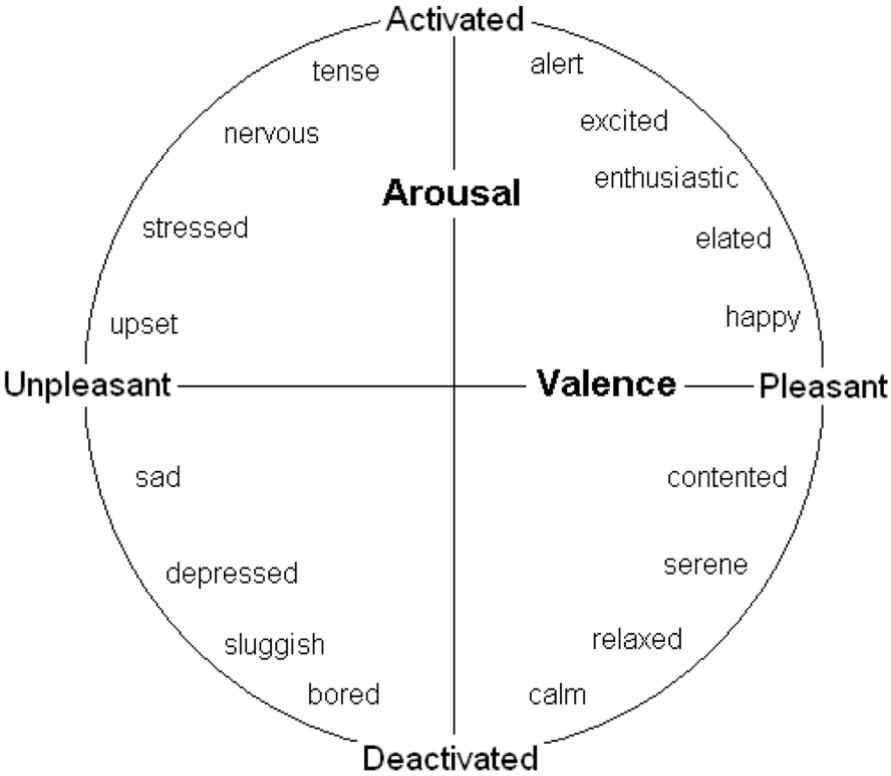 Activated
tense
alert
nervous
excited
enthusiastic
Arousal
stressed
elated
upset
happy
Unpleasant
Valence
Pleasant
sad
contented
depressed
serene
sluggish
relaxed
bored
calm
Deactivated